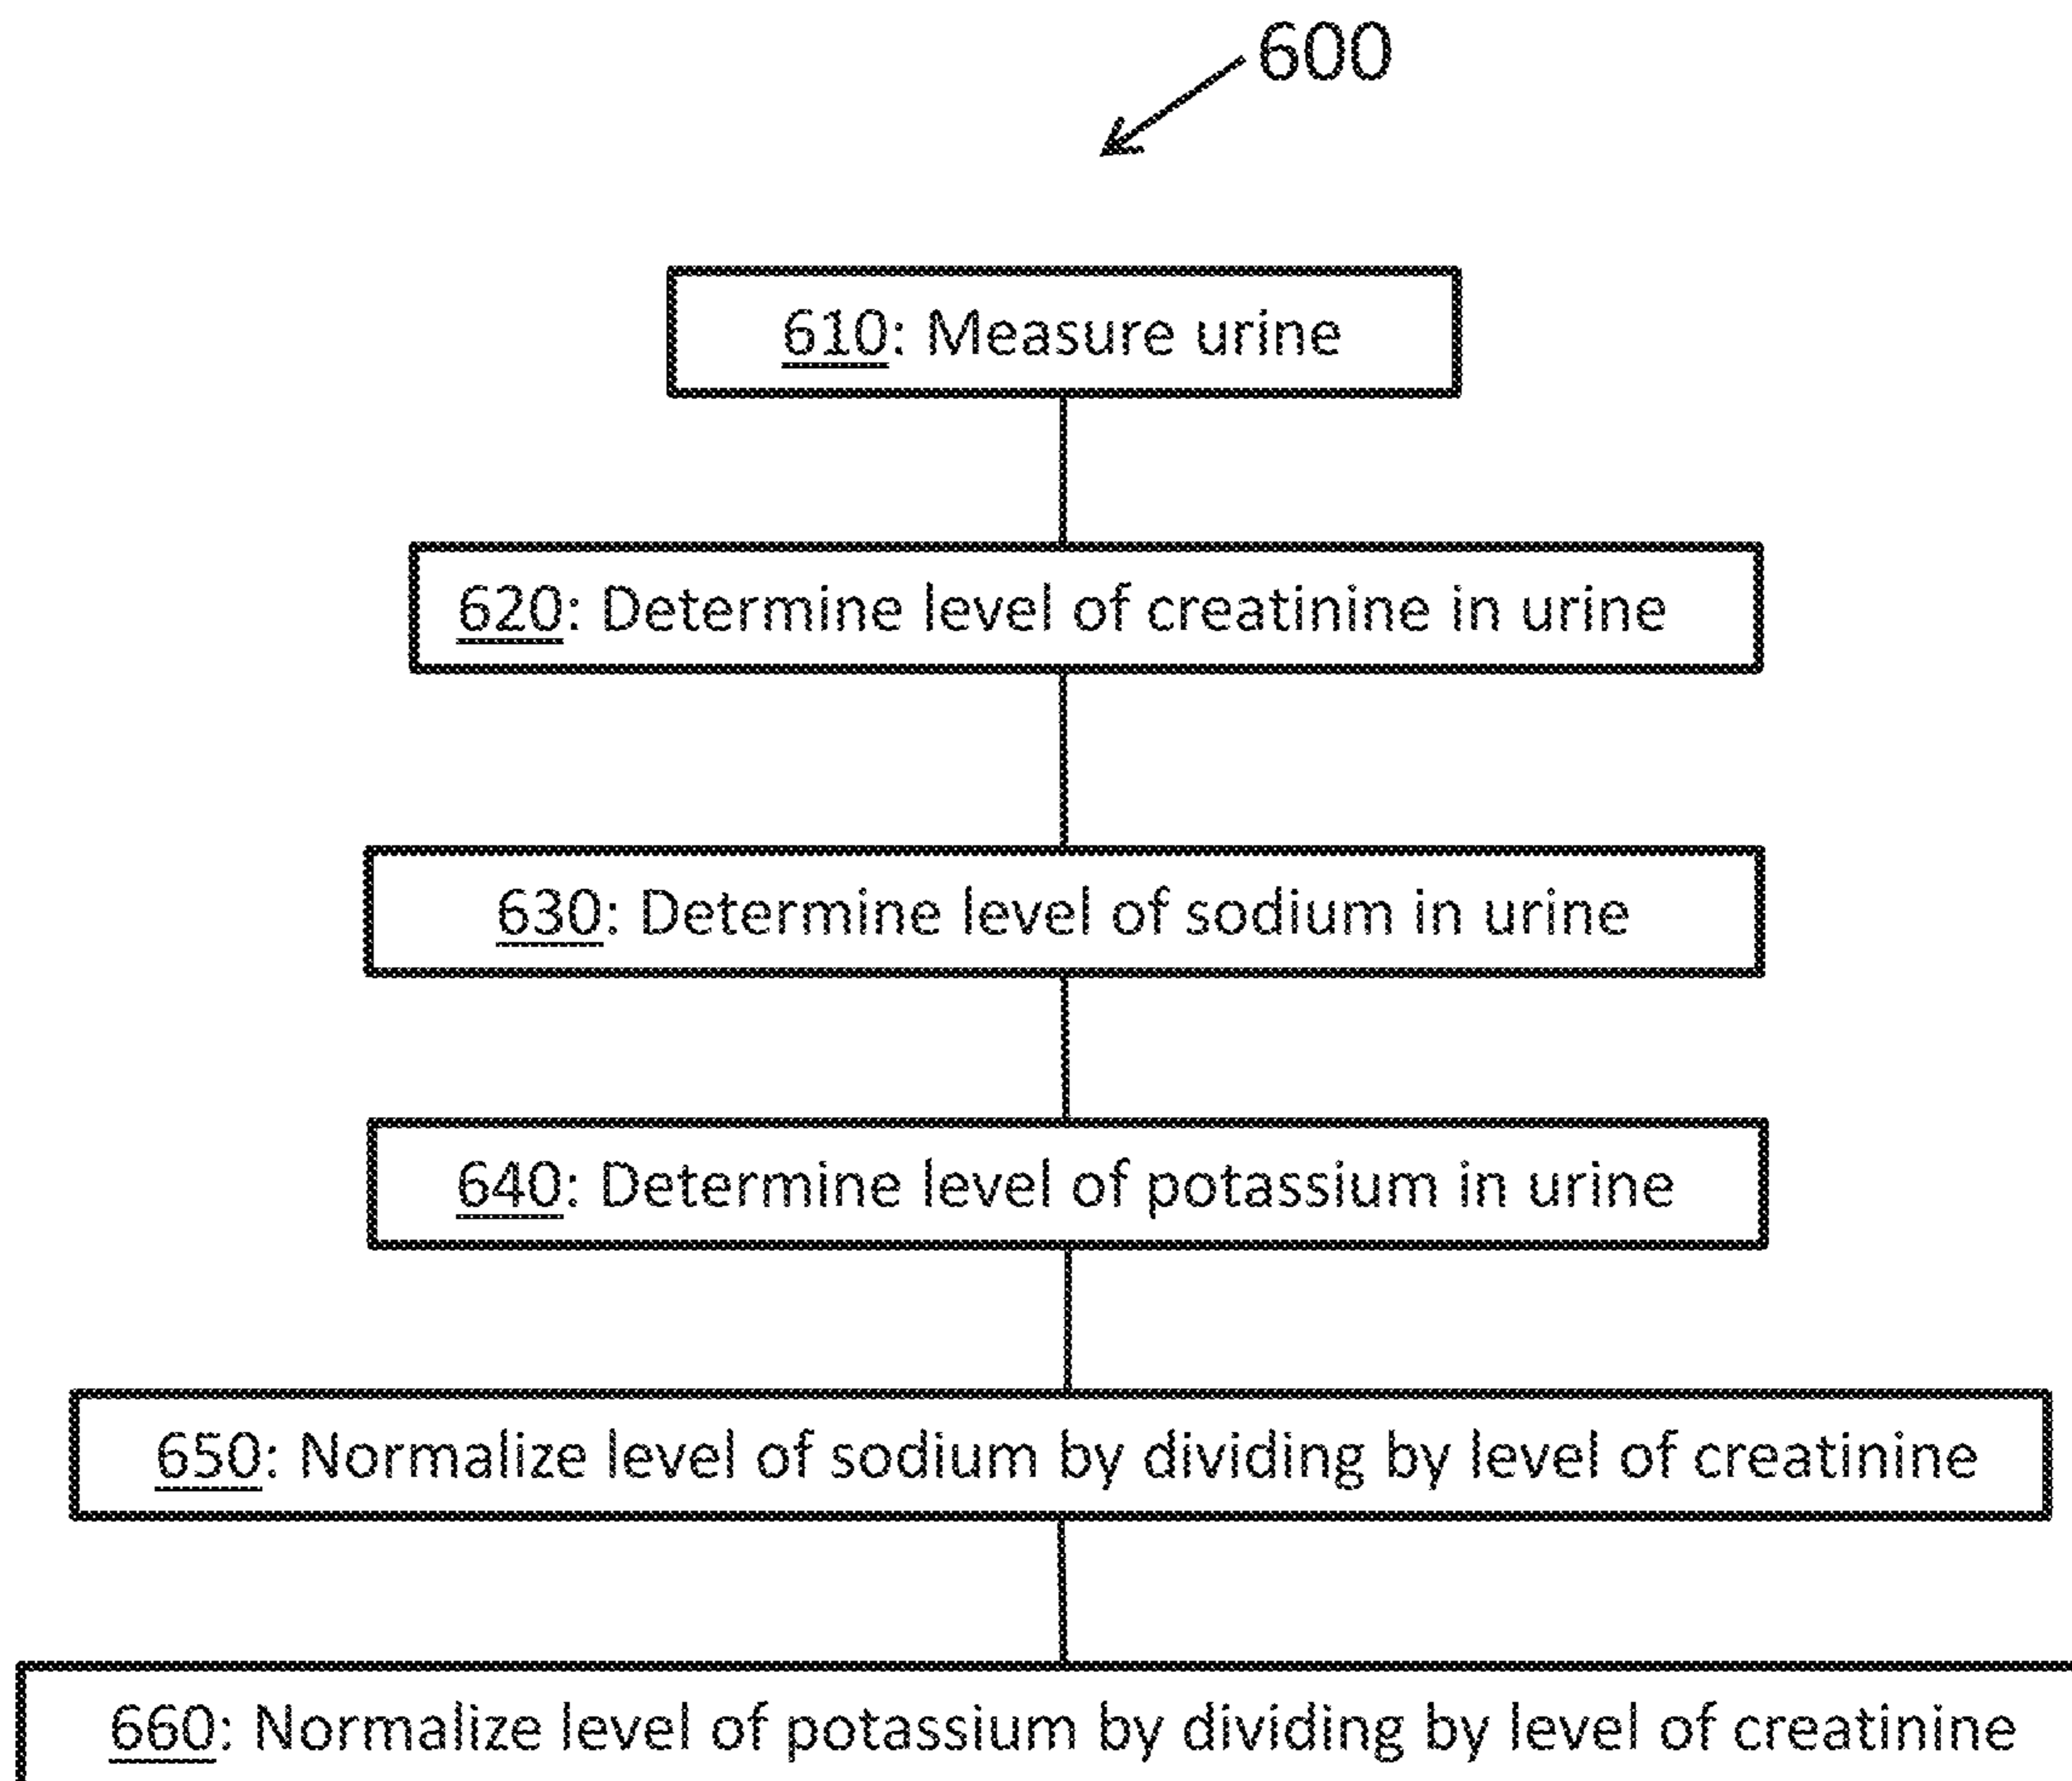 600
610: Measure urine
620: Determine level of creatinine in urine
630: Determine level of sodium in urine
640: Determine level of potassium in urine
650: Normalize level of sodium by dividing by level of creatinine
660: Normalize level of potassium by dividing by level of creatinine